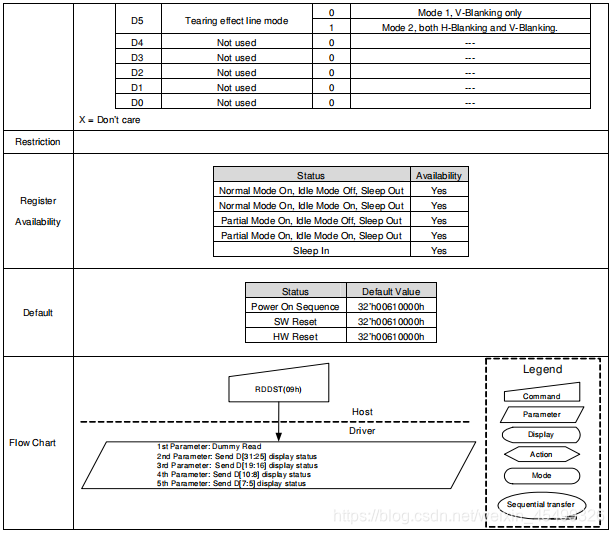 D5 Tearing effect line mode 0 Mode 1, V-Blanking only
1 Mode 2, both H-Blanking and V-Blanking.
D4 Not used 0 ---
D3 Not used 0 ---
D2 Not used 0 ---
D1 Not used 0 ---
D0 Not used 0 ---
X = Don't care
Restriction
Register
Availability
Status Availability
Normal Mode On, Idle Mode Off, Sleep Out Yes
Normal Mode On, Idle Mode On, Sleep Out Yes
Partial Mode On, Idle Mode Off, Sleep Out Yes
Partial Mode On, Idle Mode On, Sleep Out Yes
Sleep In Yes
Default
Status Default Value
Power On Sequence 32'h00610000h
SW Reset 32'h00610000h
HW Reset 32'h00610000h
Flow Chart
RDDST(09h)
Host
Driver
1st Parameter: Dummy Read
2nd Parameter: Send D[31:25] display status
3rd Parameter: Send D[19:16] display status
4th Parameter: Send D[10:8] display status
5th Parameter: Send D[7:5] display status
Legend
Command
Parameter
Display
Action
Mode
Sequential transfer